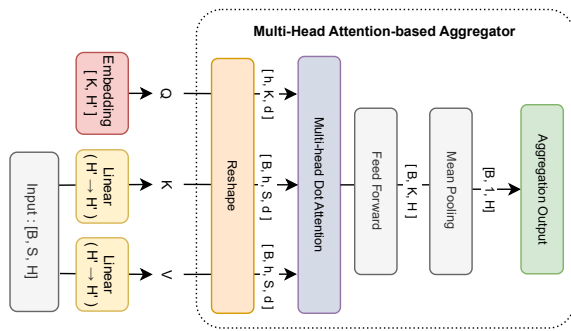 Multi-Head Attention-based Aggregator
Embedding
[ K, H' ]
Q
[ h, K, d ]
Input : [B, S, H]
Linear
( H' → H' )
K
[ B, h, S, d ]
Linear
( H' → H' )
V
[ B, h, S, d ]
Reshape
Multi-head Dot Attention
Feed Forward
[ B, K, H ]
Mean Pooling
[B, 1, H]
Aggregation Output